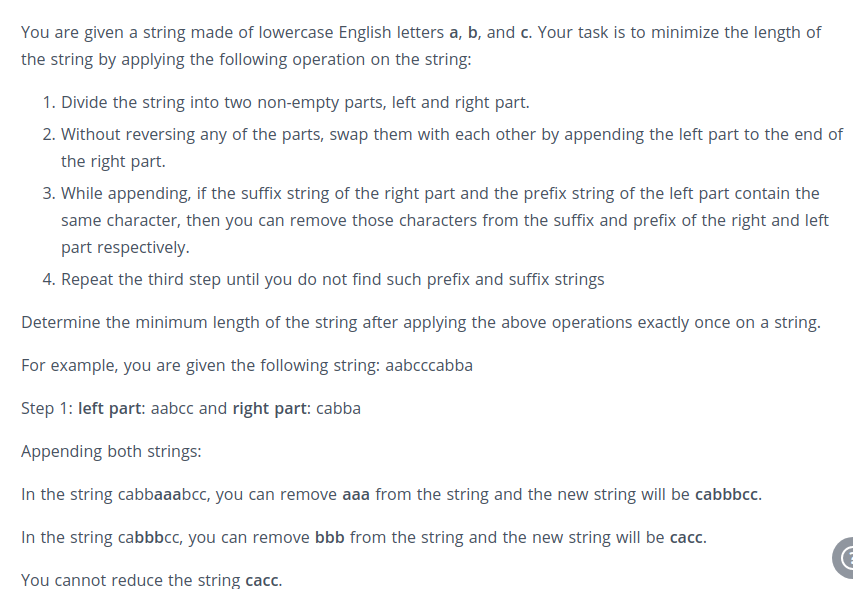 You are given a string made of lowercase English letters a, b, and c. Your task is to minimize the length of
the string by applying the following operation on the string:
1. Divide the string into two non-empty parts, left and right part.
2. Without reversing any of the parts, swap them with each other by appending the left part to the end of
the right part.
3. While appending, if the suffix string of the right part and the prefix string of the left part contain the
same character, then you can remove those characters from the suffix and prefix of the right and left
part respectively.
4. Repeat the third step until you do not find such prefix and suffix strings
Determine the minimum length of the string after applying the above operations exactly once on a string.
For example, you are given the following string: aabcccabba
Step 1: left part: aabcc and right part: cabba
Appending both strings:
In the string cabbaaabcc, you can remove aaa from the string and the new string will be cabbbcc.
In the string cabbbcc, you can remove bbb from the string and the new string will be cacc.
You cannot reduce the string cacc.